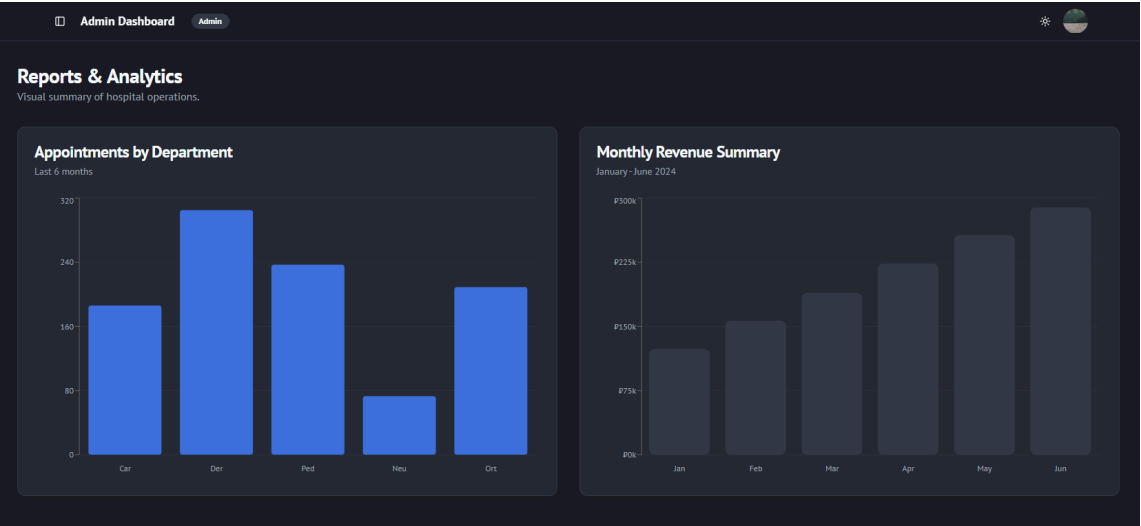 Admin Dashboard Admin
Reports & Analytics
Visual summary of hospital operations.
Appointments by Department
Last 6 months
320
240
160
80
0
Car Der Ped Neu Ort
Monthly Revenue Summary
January - June 2024
₽300k
₽225k
₽150k
₽75k
₽0k
Jan Feb Mar Apr May Jun